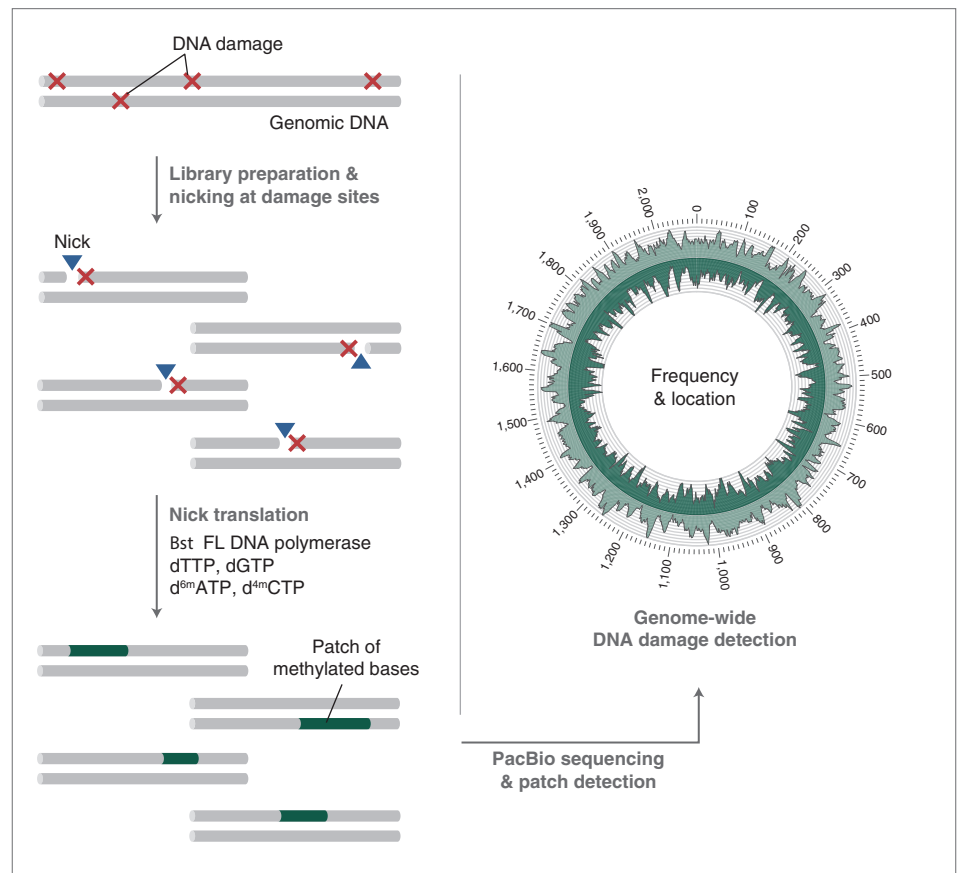 DNA damage
Genomic DNA
Library preparation &
nicking at damage sites
Nick
Nick translation
Bst FL DNA polymerase
dTTP, dGTP
d⁶ᵐATP, d⁴ᵐCTP
Patch of
methylated bases
PacBio sequencing
& patch detection
0
100
200
300
400
500
600
700
800
900
1,000
1,100
1,200
1,300
1,400
1,500
1,600
1,700
1,800
1,900
2,000
Frequency
& location
Genome-wide
DNA damage detection